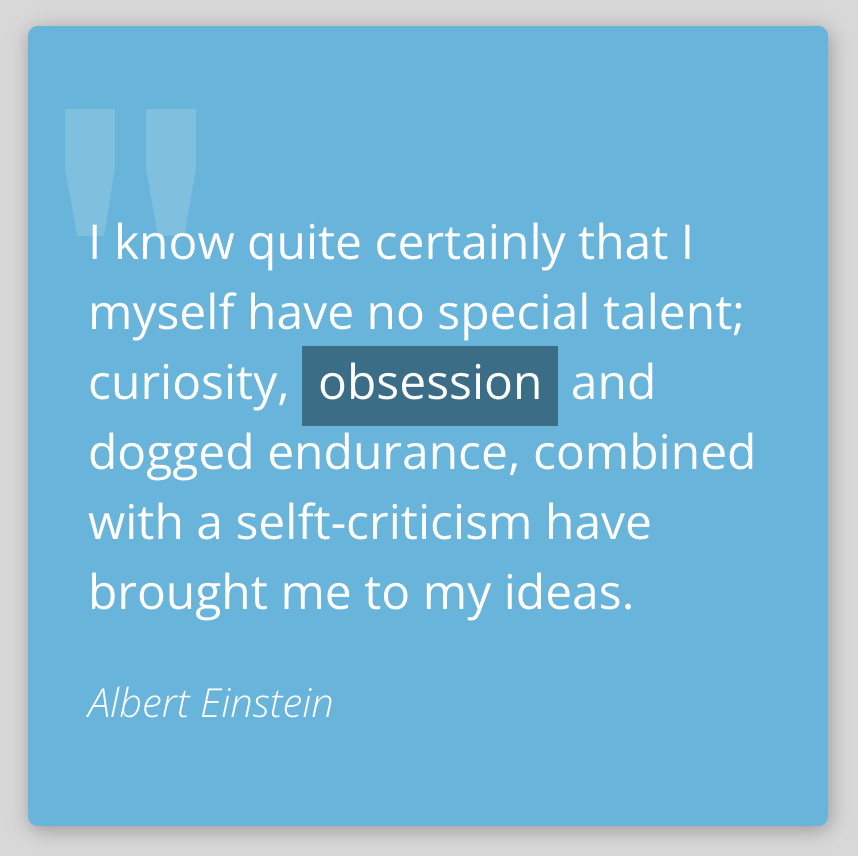 I know quite certainly that I
myself have no special talent;
curiosity, obsession and
dogged endurance, combined
with a selft-criticism have
brought me to my ideas.
Albert Einstein